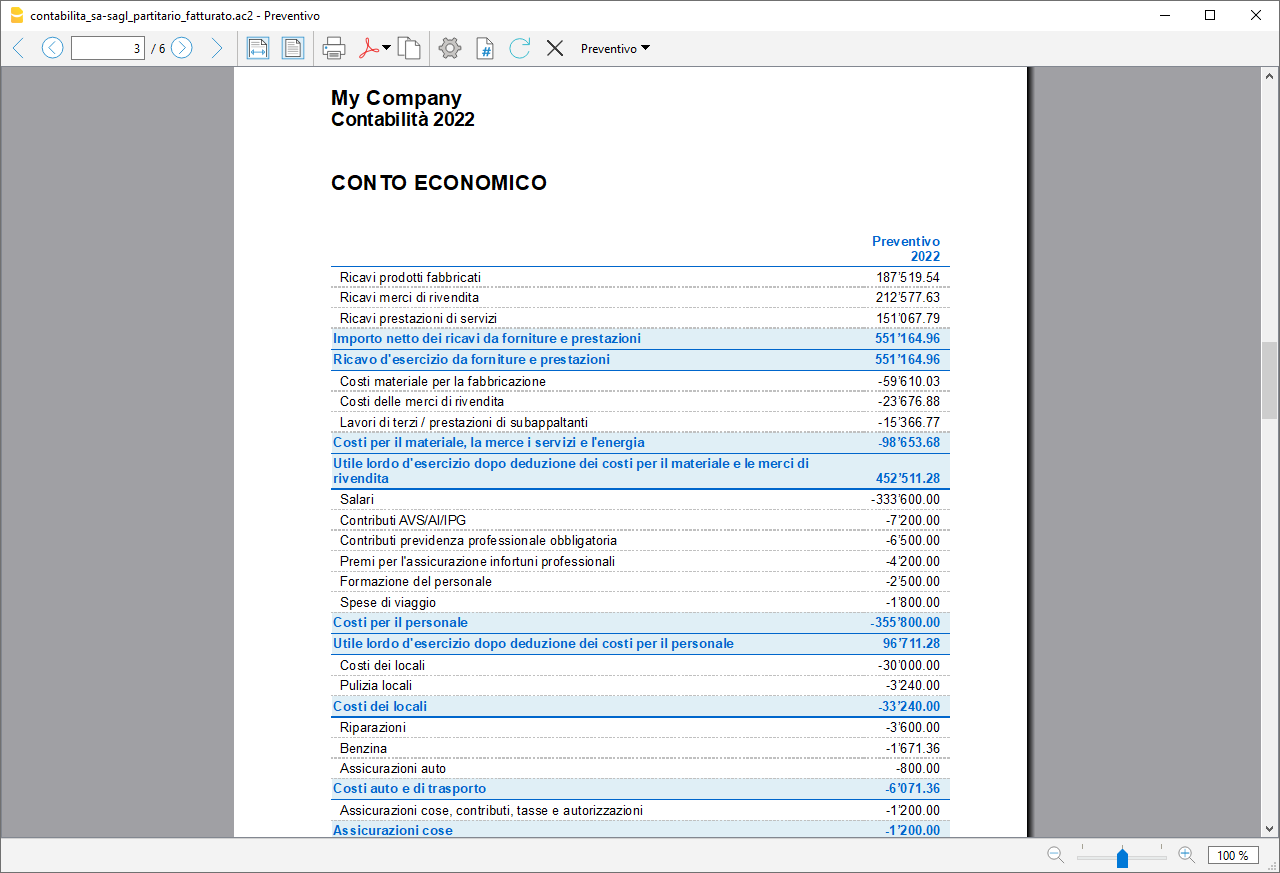 contabilita_sa-sagl_partitario_fatturato.ac2 - Preventivo
3 / 6 Preventivo
My Company
Contabilità 2022
CONTO ECONOMICO
Preventivo
2022
Ricavi prodotti fabbricati 187'519.54
Ricavi merci di rivendita 212'577.63
Ricavi prestazioni di servizi 151'067.79
Importo netto dei ricavi da forniture e prestazioni 551'164.96
Ricavo d'esercizio da forniture e prestazioni 551'164.96
Costi materiale per la fabbricazione -59'610.03
Costi delle merci di rivendita -23'676.88
Lavori di terzi / prestazioni di subappaltanti -15'366.77
Costi per il materiale, la merce i servizi e l'energia -98'653.68
Utile lordo d'esercizio dopo deduzione dei costi per il materiale e le merci di
rivendita 452'511.28
Salari -333'600.00
Contributi AVS/AI/IPG -7'200.00
Contributi previdenza professionale obbligatoria -6'500.00
Premi per l'assicurazione infortuni professionali -4'200.00
Formazione del personale -2'500.00
Spese di viaggio -1'800.00
Costi per il personale -355'800.00
Utile lordo d'esercizio dopo deduzione dei costi per il personale 96'711.28
Costi dei locali -30'000.00
Pulizia locali -3'240.00
Costi dei locali -33'240.00
Riparazioni -3'600.00
Benzina -1'671.36
Assicurazioni auto -800.00
Costi auto e di trasporto -6'071.36
Assicurazioni cose, contributi, tasse e autorizzazioni -1'200.00
Assicurazioni cose -1'200.00
100 %